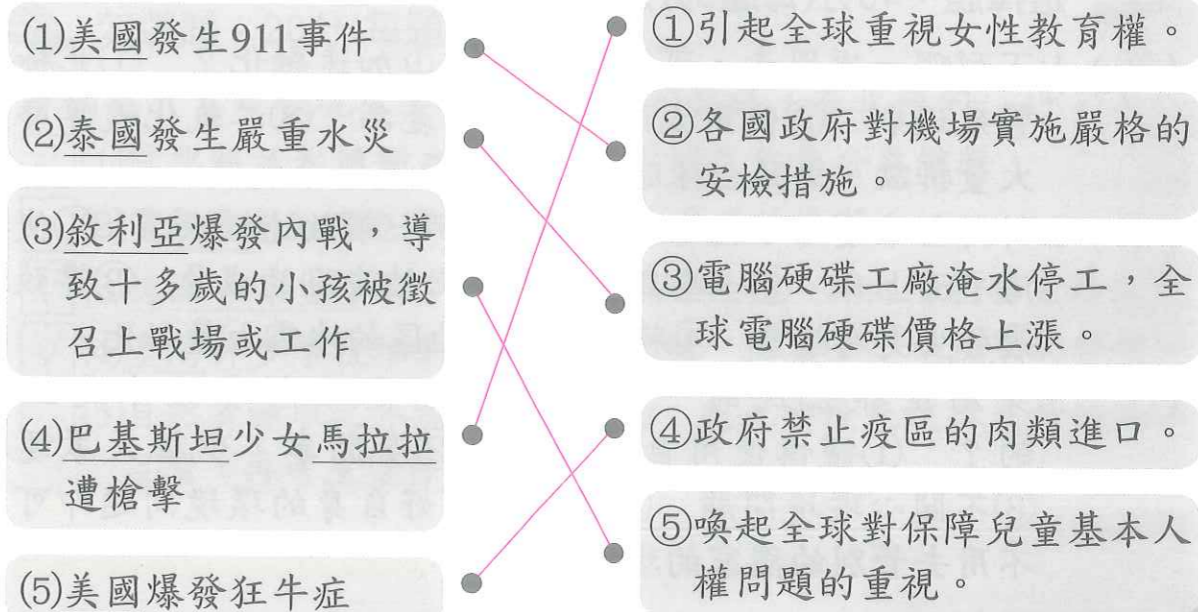 (1)美國發生911事件
(2)泰國發生嚴重水災
(3)敘利亞爆發內戰，導
致十多歲的小孩被徵
召上戰場或工作
(4)巴基斯坦少女馬拉拉
遭槍擊
(5)美國爆發狂牛症
①引起全球重視女性教育權。
②各國政府對機場實施嚴格的
安檢措施。
③電腦硬碟工廠淹水停工，全
球電腦硬碟價格上漲。
④政府禁止疫區的肉類進口。
⑤喚起全球對保障兒童基本人
權問題的重視。